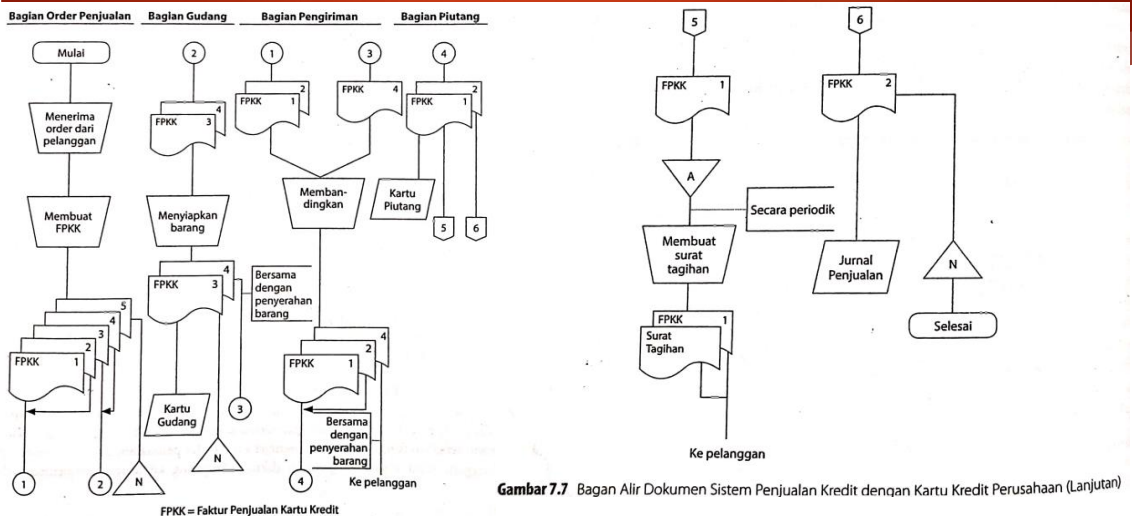 Bagian Order Penjualan
Bagian Gudang
Bagian Pengiriman
Bagian Piutang
Mulai
Menerima
order dari
pelanggan
Membuat
FPKK
5
4
3
2
FPKK 1
1
2
N
2
4
FPKK 3
Menyiapkan
barang
4
FPKK 3
Bersama
dengan
penyerahan
barang
Kartu
Gudang
N
3
1
2
FPKK 1
3
FPKK 4
Memban-
dingkan
4
2
FPKK 1
Bersama
dengan
penyerahan
barang
4
Ke pelanggan
4
2
FPKK 1
Kartu
Piutang
5
6
FPKK = Faktur Penjualan Kartu Kredit
5
FPKK 1
A
Secara periodik
Membuat
surat
tagihan
FPKK 1
Surat
Tagihan
Ke pelanggan
6
FPKK 2
Jurnal
Penjualan
N
Selesai
Gambar 7.7 Bagan Alir Dokumen Sistem Penjualan Kredit dengan Kartu Kredit Perusahaan (Lanjutan)